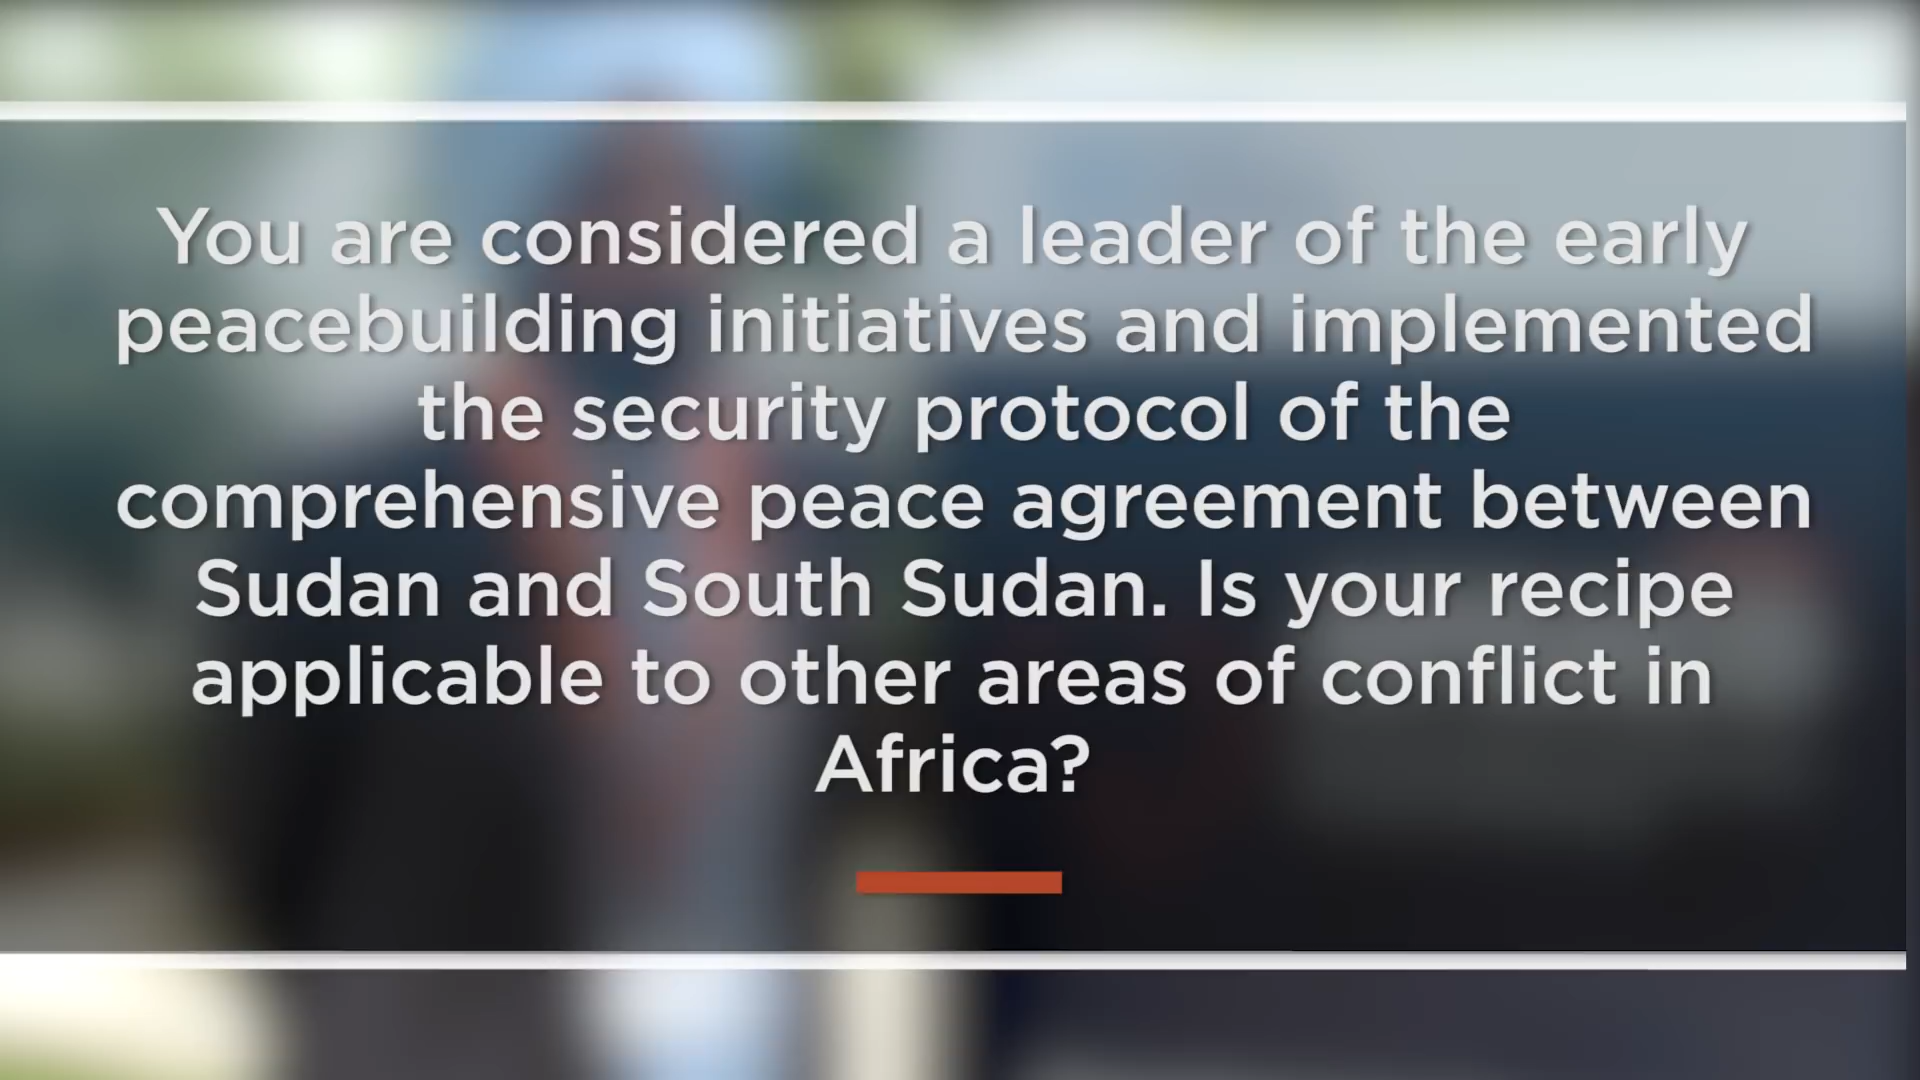 You are considered a leader of the early
peacebuilding initiatives and implemented
the security protocol of the
comprehensive peace agreement between
Sudan and South Sudan. Is your recipe
applicable to other areas of conflict in
Africa?